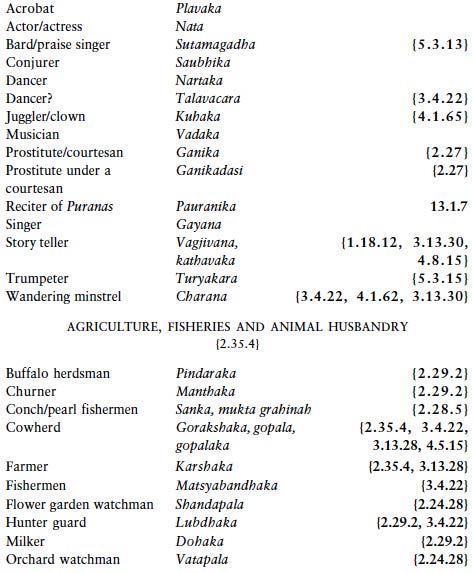 Acrobat Plavaka
Actor/actress Nata
Bard/praise singer Sutamagadha {5.3.13}
Conjurer Saubhika
Dancer Nartaka
Dancer? Talavacara {3.4.22}
Juggler/clown Kuhaka {4.1.65}
Musician Vadaka
Prostitute/courtesan Ganika {2.27}
Prostitute under a Ganikadasi {2.27}
courtesan
Reciter of Puranas Pauranika 13.1.7
Singer Gayana
Story teller Vagjivana, {1.18.12, 3.13.30,
kathavaka 4.8.15}
Trumpeter Turyakara {5.3.15}
Wandering minstrel Charana {3.4.22, 4.1.62, 3.13.30}
AGRICULTURE, FISHERIES AND ANIMAL HUSBANDRY
{2.35.4}
Buffalo herdsman Pindaraka {2.29.2}
Churner Manthaka {2.29.2}
Conch/pearl fishermen Sanka, mukta grahinah {2.28.5}
Cowherd Gorakshaka, gopala, {2.35.4, 3.4.22,
gopalaka 3.13.28, 4.5.15}
Farmer Karshaka {2.35.4, 3.13.28}
Fishermen Matsyabandhaka {3.4.22}
Flower garden watchman Shandapala {2.24.28}
Hunter guard Lubdhaka {2.29.2, 3.4.22}
Milker Dohaka {2.29.2}
Orchard watchman Vatapala {2.24.28}